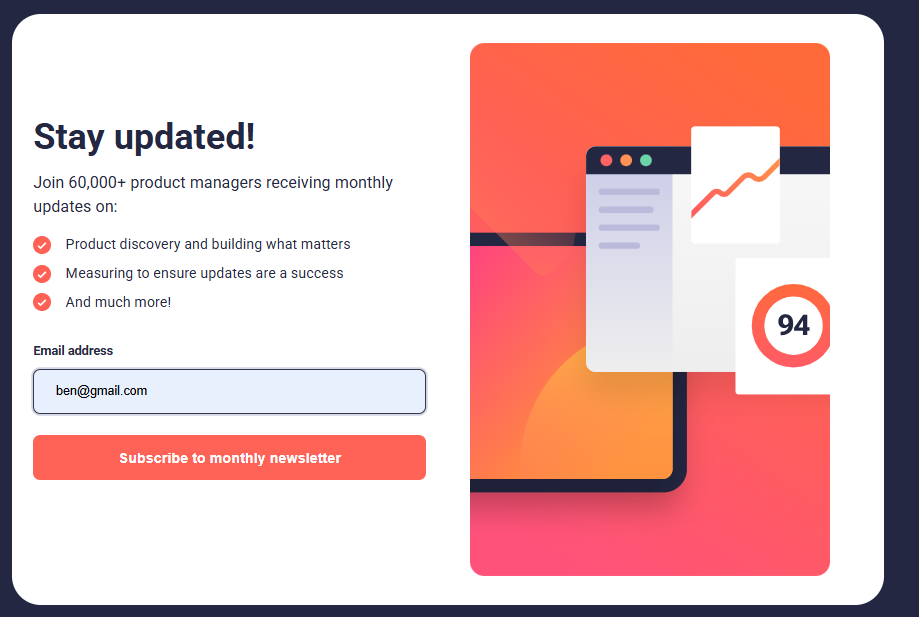 Stay updated!
Join 60,000+ product managers receiving monthly
updates on:
Product discovery and building what matters
Measuring to ensure updates are a success
And much more!
Email address
ben@gmail.com
Subscribe to monthly newsletter
94